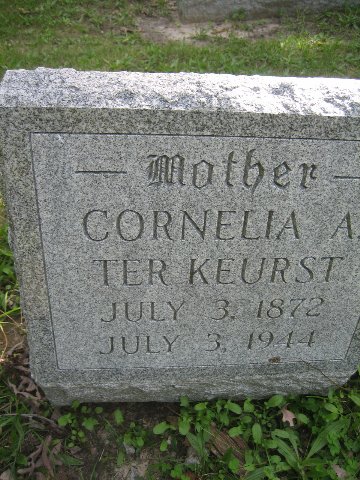 Mother
CORNELIA A.
TER KEURST
JULY 3, 1872
JULY 3, 1944